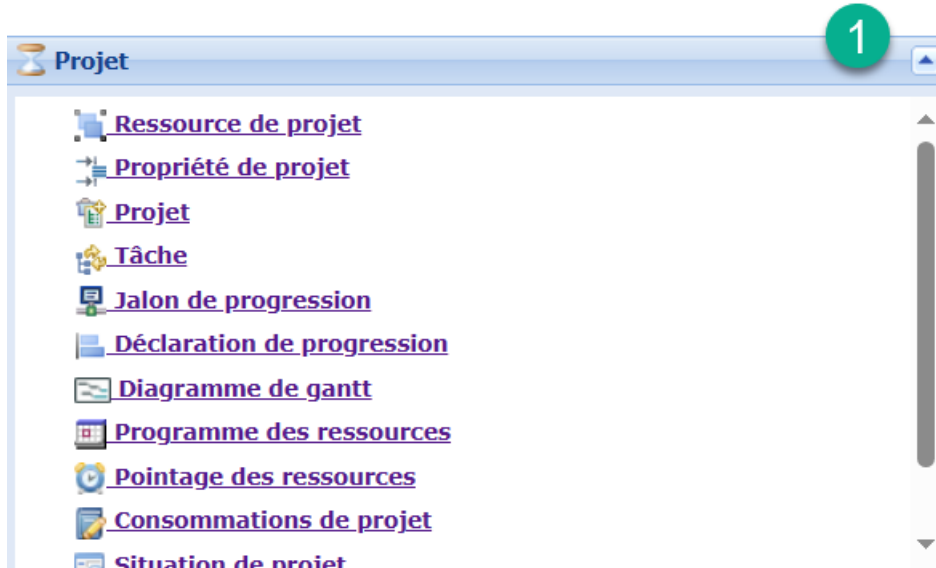 1
Projet
Ressource de projet
Propriété de projet
Projet
Tâche
Jalon de progression
Déclaration de progression
Diagramme de gantt
Programme des ressources
Pointage des ressources
Consommations de projet
Situation de projet